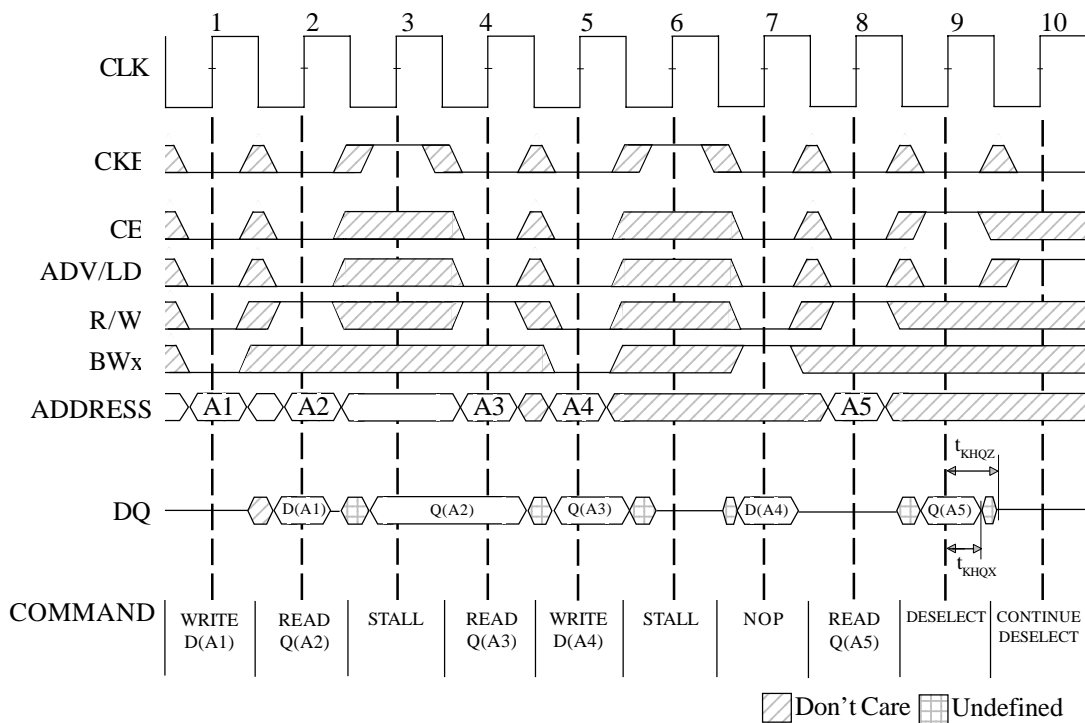 1 2 3 4 5 6 7 8 9 10
CLK
CKE
CE
ADV/LD
R/W
BWx
ADDRESS A1 A2 A3 A4 A5
tKHQZ
DQ D(A1) Q(A2) Q(A3) D(A4) Q(A5)
tKHQX
COMMAND WRITE READ STALL READ WRITE STALL NOP READ DESELECT CONTINUE
D(A1) Q(A2) Q(A3) D(A4) Q(A5) DESELECT
Don't Care Undefined